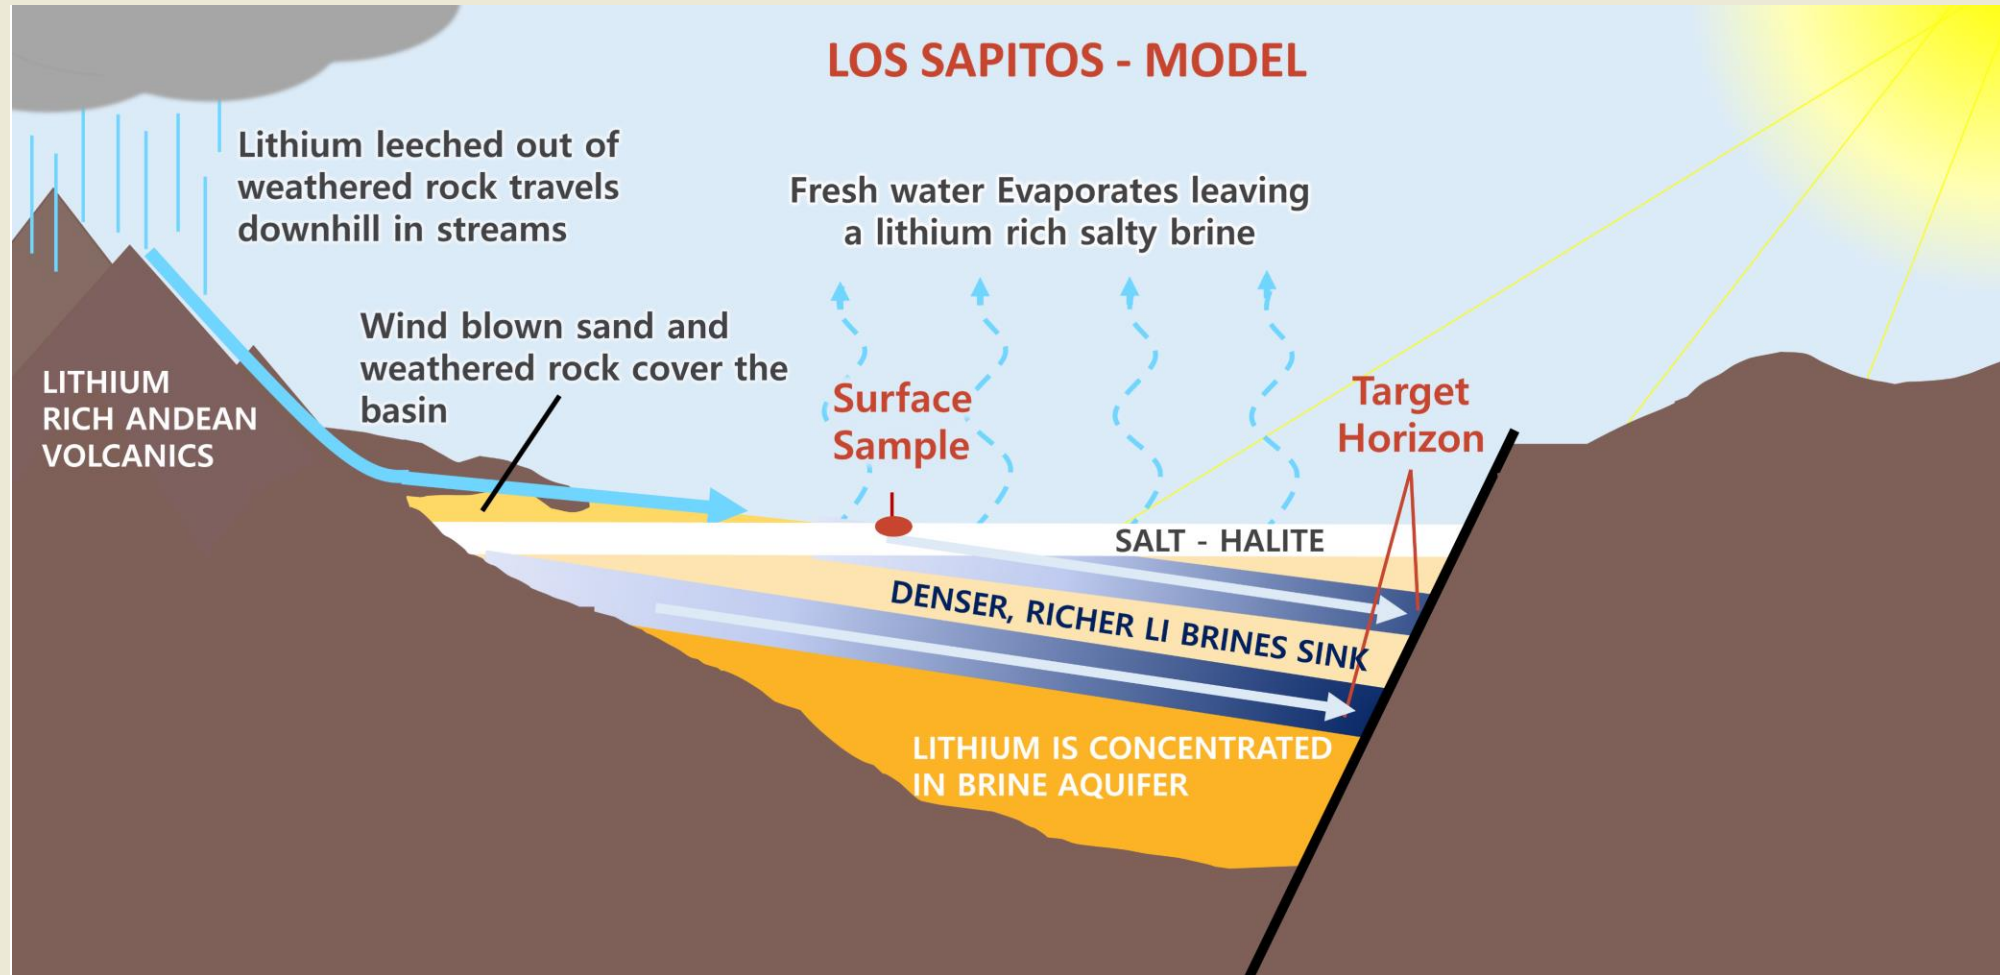 LOS SAPITOS - MODEL
Lithium leeched out of
weathered rock travels
downhill in streams
Fresh water Evaporates leaving
a lithium rich salty brine
Wind blown sand and
weathered rock cover the
basin
LITHIUM
RICH ANDEAN
VOLCANICS
Surface
Sample
Target
Horizon
SALT - HALITE
DENSER, RICHER LI BRINES SINK
LITHIUM IS CONCENTRATED
IN BRINE AQUIFER